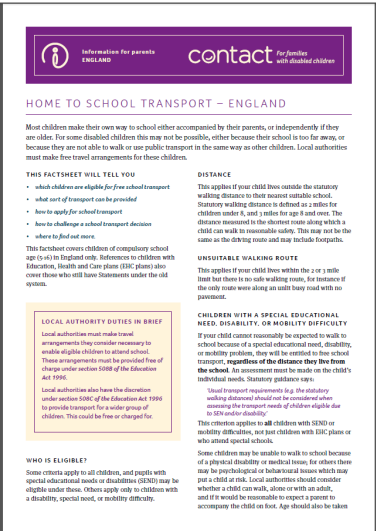 Information for parents
ENGLAND
contact
For families
with disabled children
HOME TO SCHOOL TRANSPORT – ENGLAND
Most children make their own way to school either accompanied by their parents, or independently if they
are older. For some disabled children this may not be possible, either because their school is too far away, or
because they are not able to walk or use public transport in the same way as other children. Local authorities
must make free travel arrangements for these children.
THIS FACTSHEET WILL TELL YOU
• which children are eligible for free school transport
• what sort of transport can be provided
• how to apply for school transport
• how to challenge a school transport decision
• where to find out more.
This factsheet covers children of compulsory school
age (5-16) in England only. References to children with
Education, Health and Care plans (EHC plans) also
cover those who still have Statements under the old
system.
LOCAL AUTHORITY DUTIES IN BRIEF
Local authorities must make travel
arrangements they consider necessary to
enable eligible children to attend school.
These arrangements must be provided free of
charge under section 508B of the Education
Act 1996.
Local authorities also have the discretion
under section 508C of the Education Act 1996
to provide transport for a wider group of
children. This could be free or charged for.
WHO IS ELIGIBLE?
Some criteria apply to all children, and pupils with
special educational needs or disabilities (SEND) may be
eligible under these. Others apply only to children with
a disability, special need, or mobility difficulty.
DISTANCE
This applies if your child lives outside the statutory
walking distance to their nearest suitable school.
Statutory walking distance is defined as 2 miles for
children under 8, and 3 miles for age 8 and over. The
distance measured is the shortest route along which a
child can walk in reasonable safety. This may not be the
same as the driving route and may include footpaths.
UNSUITABLE WALKING ROUTE
This applies if your child lives within the 2 or 3 mile
limit but there is no safe walking route, for instance if
the only route were along an unlit busy road with no
pavement.
CHILDREN WITH A SPECIAL EDUCATIONAL
NEED, DISABILITY, OR MOBILITY DIFFICULTY
If your child cannot reasonably be expected to walk to
school because of a special educational need, disability,
or mobility problem, they will be entitled to free school
transport, regardless of the distance they live from
the school. An assessment must be made on the child's
individual needs. Statutory guidance says:
'Usual transport requirements (e.g. the statutory
walking distances) should not be considered when
assessing the transport needs of children eligible due
to SEN and/or disability.'
This criterion applies to all children with SEND or
mobility difficulties, not just children with EHC plans or
who attend special schools.
Some children may be unable to walk to school because
of a physical disability or medical issue, for others there
may be psychological or behavioural issues which may
put a child at risk. Local authorities should consider
whether a child can walk, alone or with an adult,
and if it would be reasonable to expect a parent to
accompany the child on foot. Age should also be taken